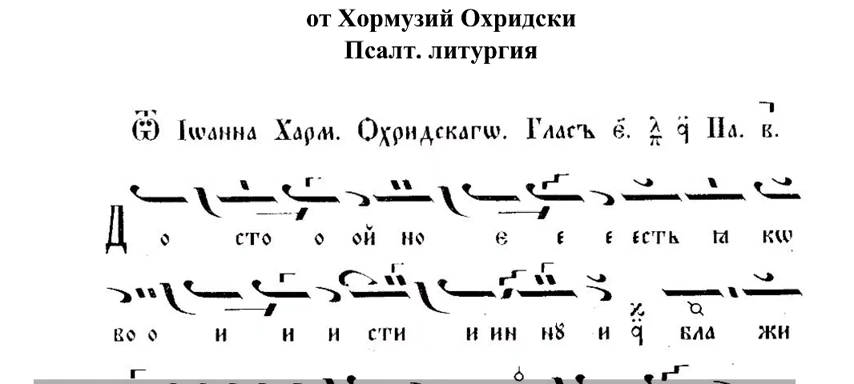 от Хормузий Охридски
Псалт. литургия
Ѿ Іѡанна Харм. Охридскагѡ. Гласъ є҃. λ/π q̈ Па. в.
До о сто о ой но є є є єсть ꙗ кѡ
во о и и и сти и ин нꙋ и q̈ бла жи